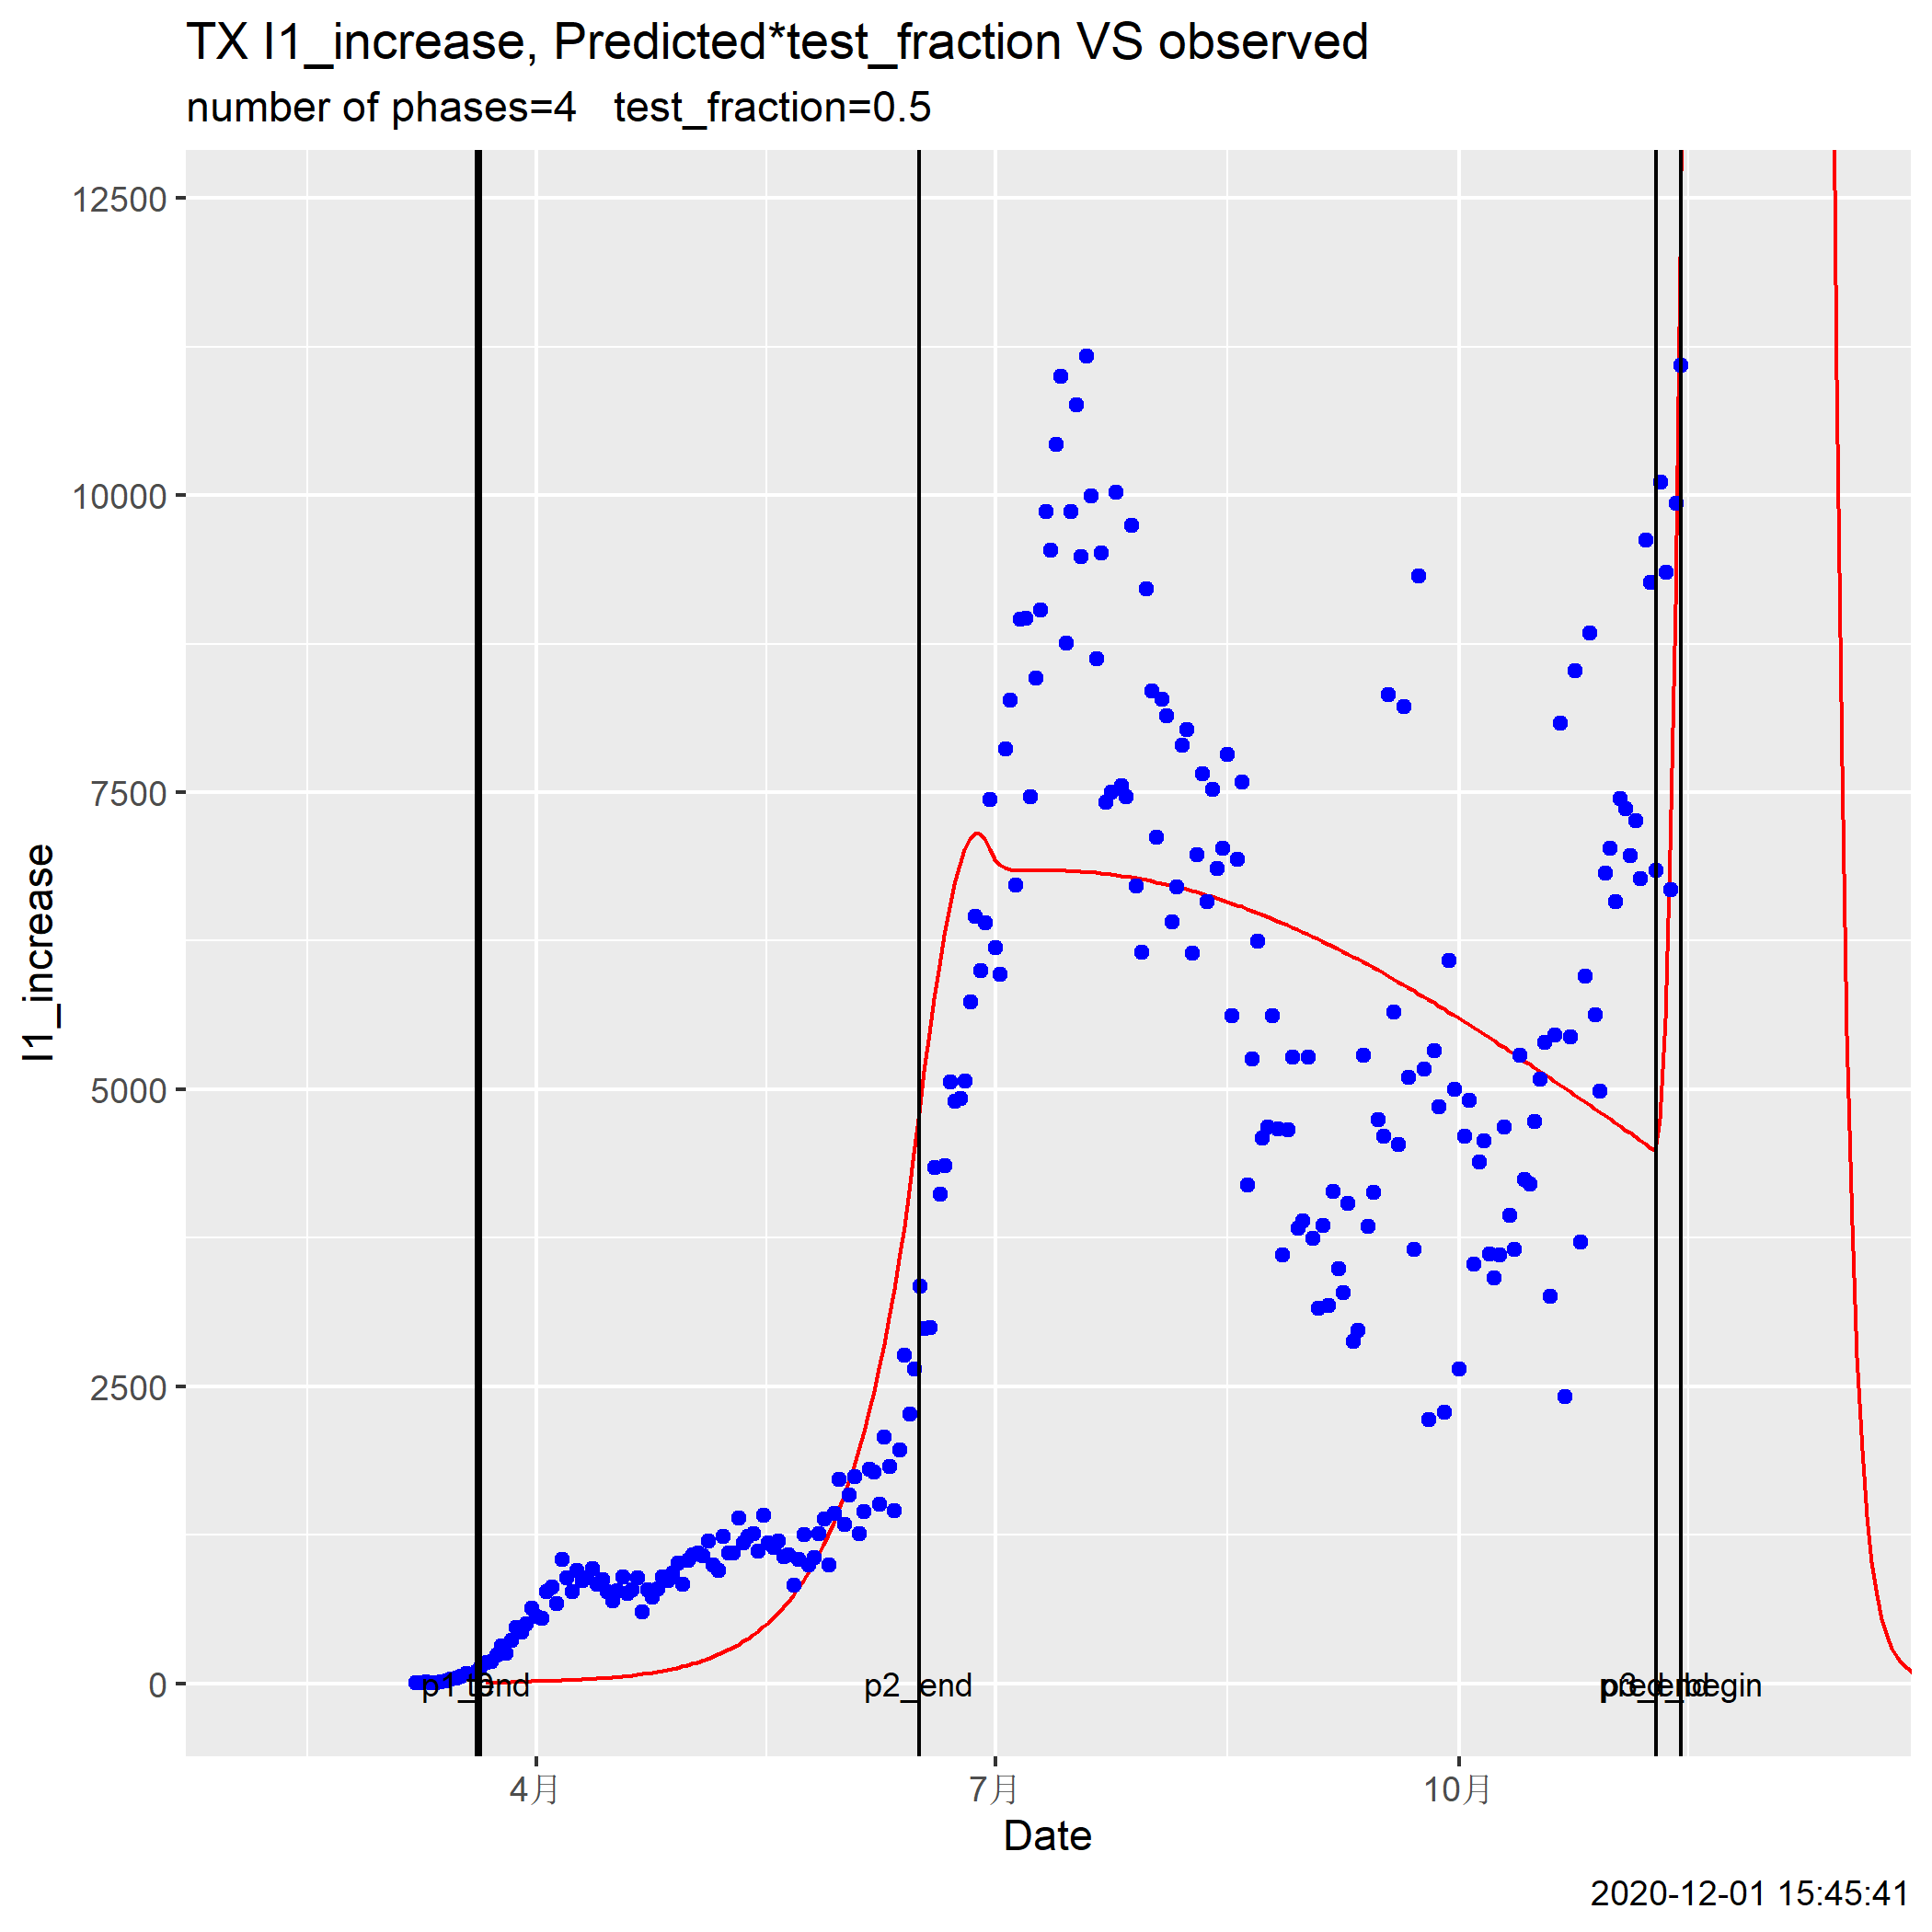 TX I1_increase, Predicted*test_fraction VS observed
number of phases=4 test_fraction=0.5
12500
10000
7500
5000
2500
0
I1_increase
p2_end
4月
7月
10月
Date
2020-12-01 15:45:41